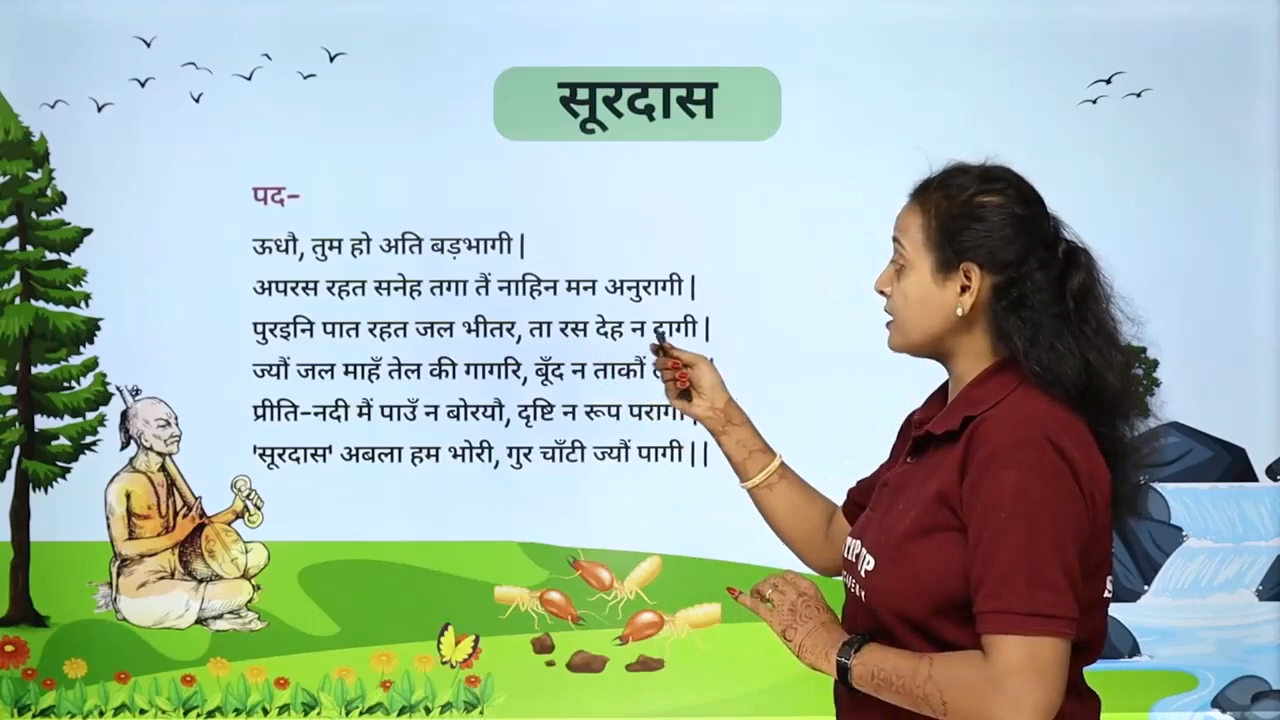 सूरदास
पद-
ऊधौ, तुम हो अति बड़भागी |
अपरस रहत सनेह तगा तैं नाहिन मन अनुरागी |
पुरइनि पात रहत जल भीतर, ता रस देह न दागी |
ज्यौं जल माहँ तेल की गागरि, बूँद न ताकौं
प्रीति-नदी मैं पाउँ न बोरयौ, दृष्टि न रूप परागी |
'सूरदास' अबला हम भोरी, गुर चाँटी ज्यौं पागी ||